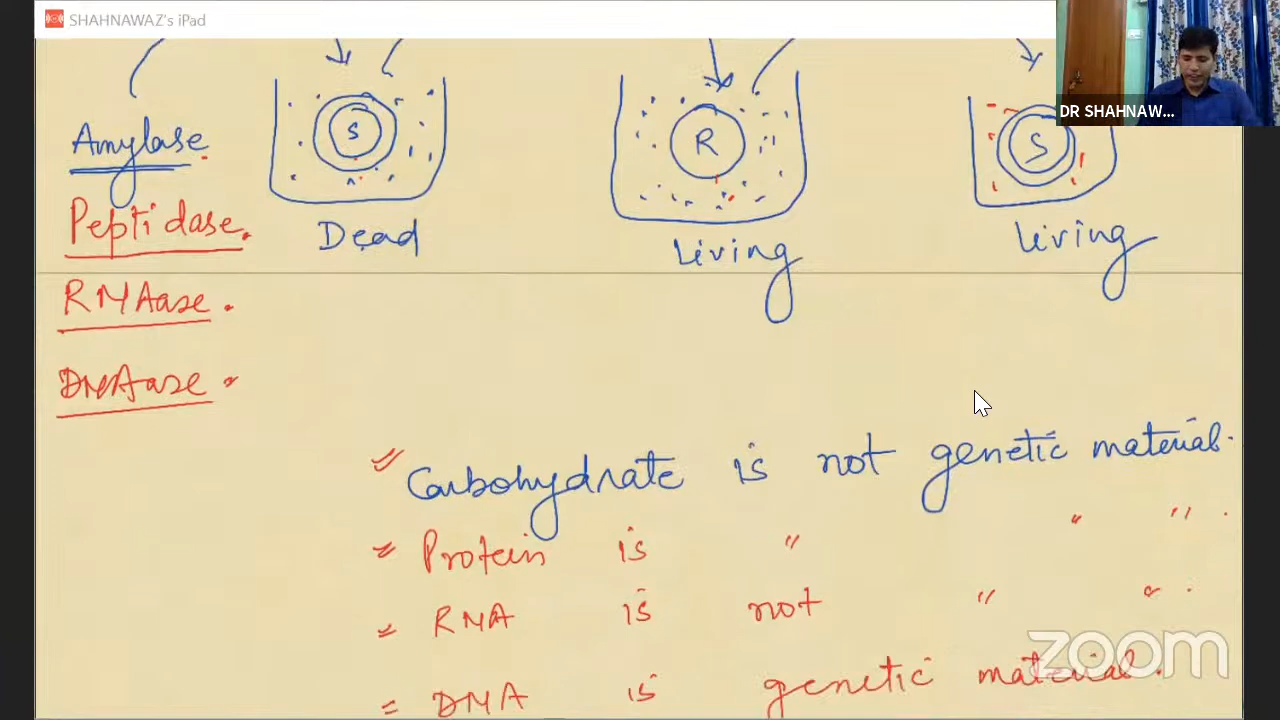 SHAHNAWAZ's iPad
DR SHAHNAW...
S
R
S
Amylase.
Peptidase.
Dead
Living
Living
RNAase.
DNAase.
Carbohydrate is not genetic material.
Protein is " " " .
RNA is not " " .
DNA is genetic material.
zoom